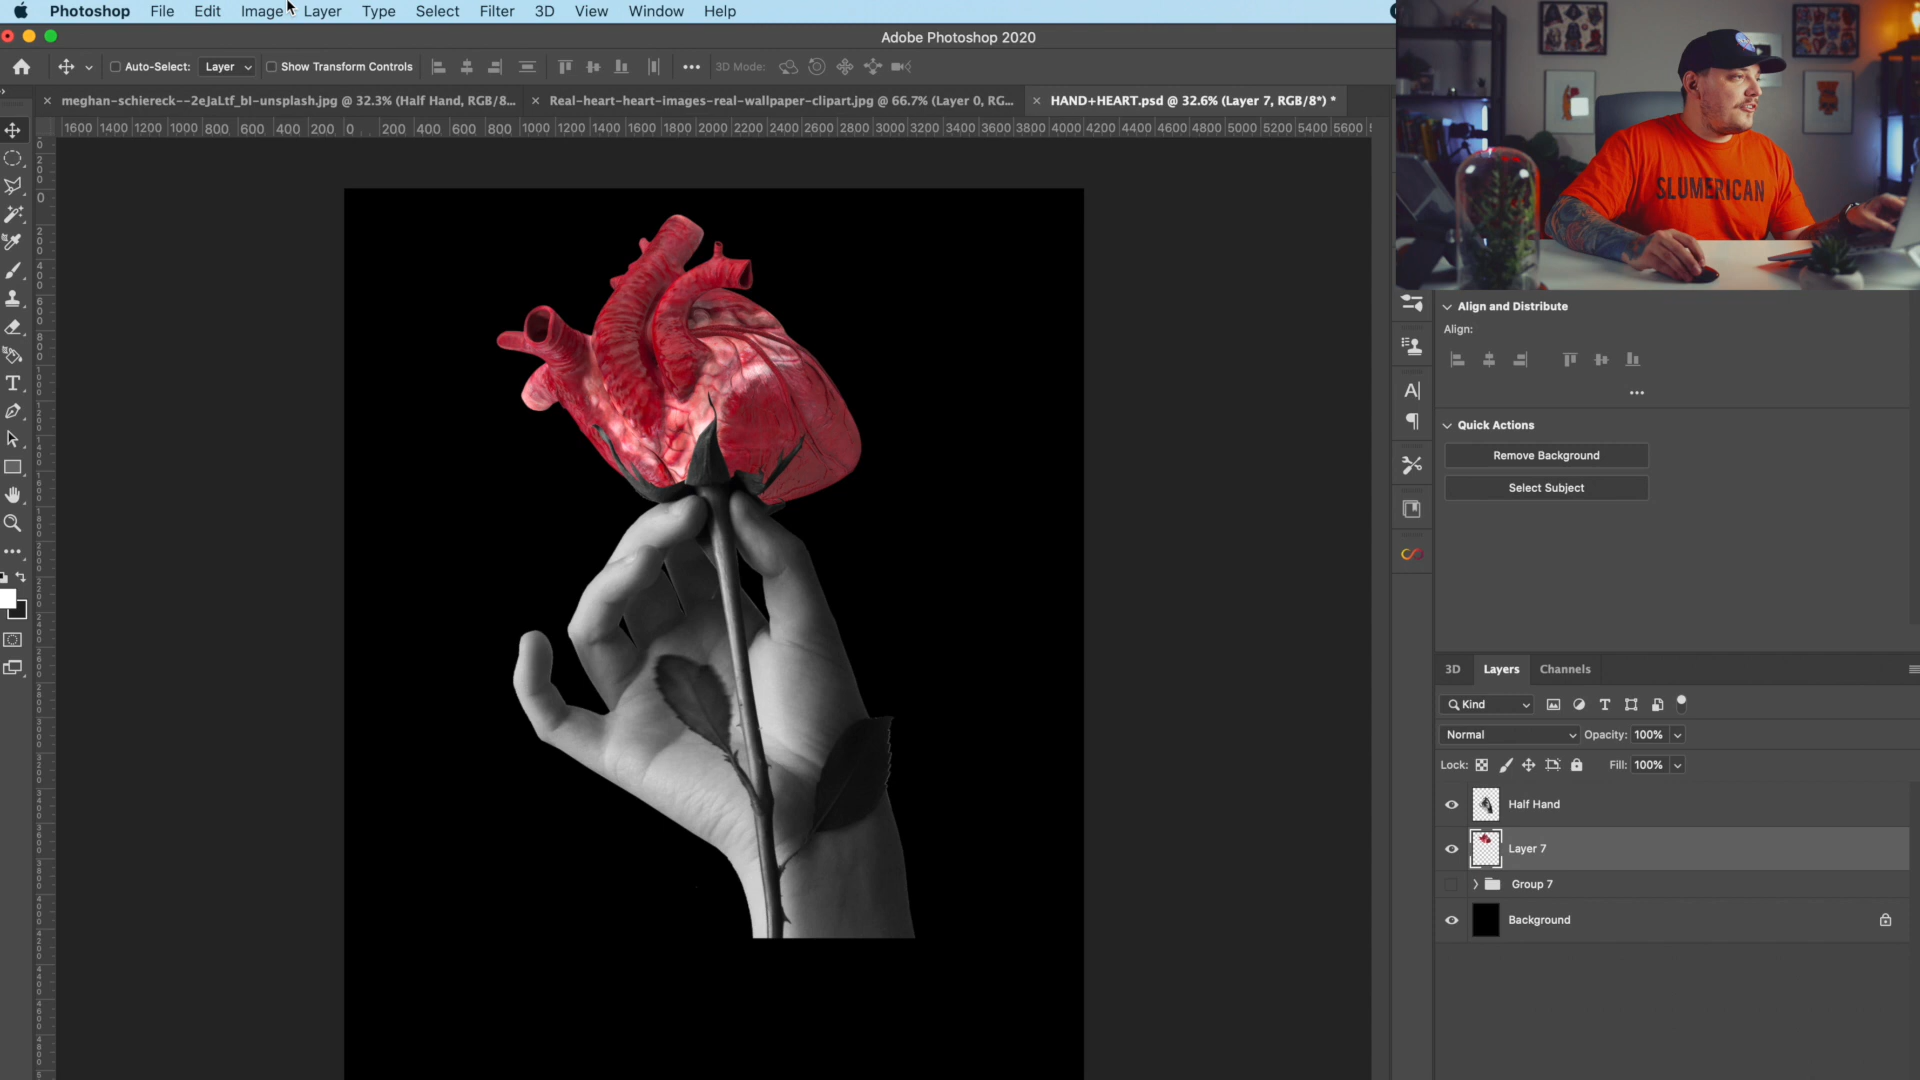 Photoshop File Edit Image Layer Type Select Filter 3D View Window Help
Adobe Photoshop 2020
Auto-Select: Layer Show Transform Controls 3D Mode:
meghan-schiereck--2eJaLtf_bI-unsplash.jpg @ 32.3% (Half Hand, RGB/8... Real-heart-heart-images-real-wallpaper-clipart.jpg @ 66.7% (Layer 0, RG... HAND+HEART.psd @ 32.6% (Layer 7, RGB/8*) *
1600 1400 1200 1000 800 600 400 200 0 200 400 600 800 1000 1200 1400 1600 1800 2000 2200 2400 2600 2800 3000 3200 3400 3600 3800 4000 4200 4400 4600 4800 5000 5200 5400 5600
SLUMERICAN
Align and Distribute
Align:
Quick Actions
Remove Background
Select Subject
3D Layers Channels
Kind
Normal Opacity: 100%
Lock: Fill: 100%
Half Hand
Layer 7
Group 7
Background